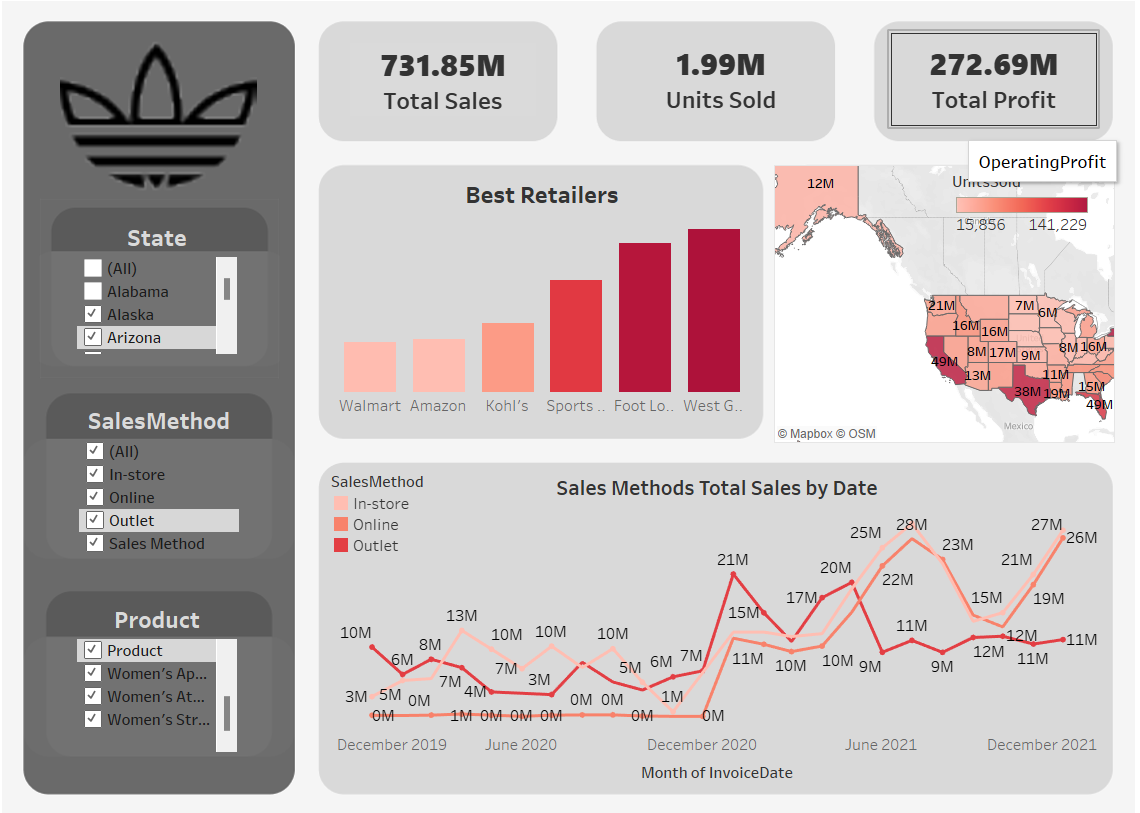 731.85M
Total Sales
1.99M
Units Sold
272.69M
Total Profit
OperatingProfit
State
(All)
Alabama
Alaska
Arizona
SalesMethod
(All)
In-store
Online
Outlet
Sales Method
Product
Product
Women's Ap...
Women's At...
Women's Str...
Best Retailers
Walmart Amazon Kohl's Sports .. Foot Lo.. West G..
UnitsSold
15,856 141,229
12M
21M
7M
6M
16M
16M
49M
8M
17M
9M
8M
16M
13M
11M
38M
19M
15M
49M
Mexico
© Mapbox © OSM
SalesMethod
In-store
Online
Outlet
Sales Methods Total Sales by Date
10M
3M
6M
5M
0M
8M
0M
7M
13M
1M
4M
10M
0M
7M
0M
10M
3M
0M
0M
10M
0M
5M
0M
6M
1M
7M
0M
21M
15M
11M
17M
10M
20M
10M
25M
22M
9M
28M
11M
23M
9M
15M
12M
12M
21M
19M
11M
27M
26M
11M
December 2019 June 2020 December 2020 June 2021 December 2021
Month of InvoiceDate